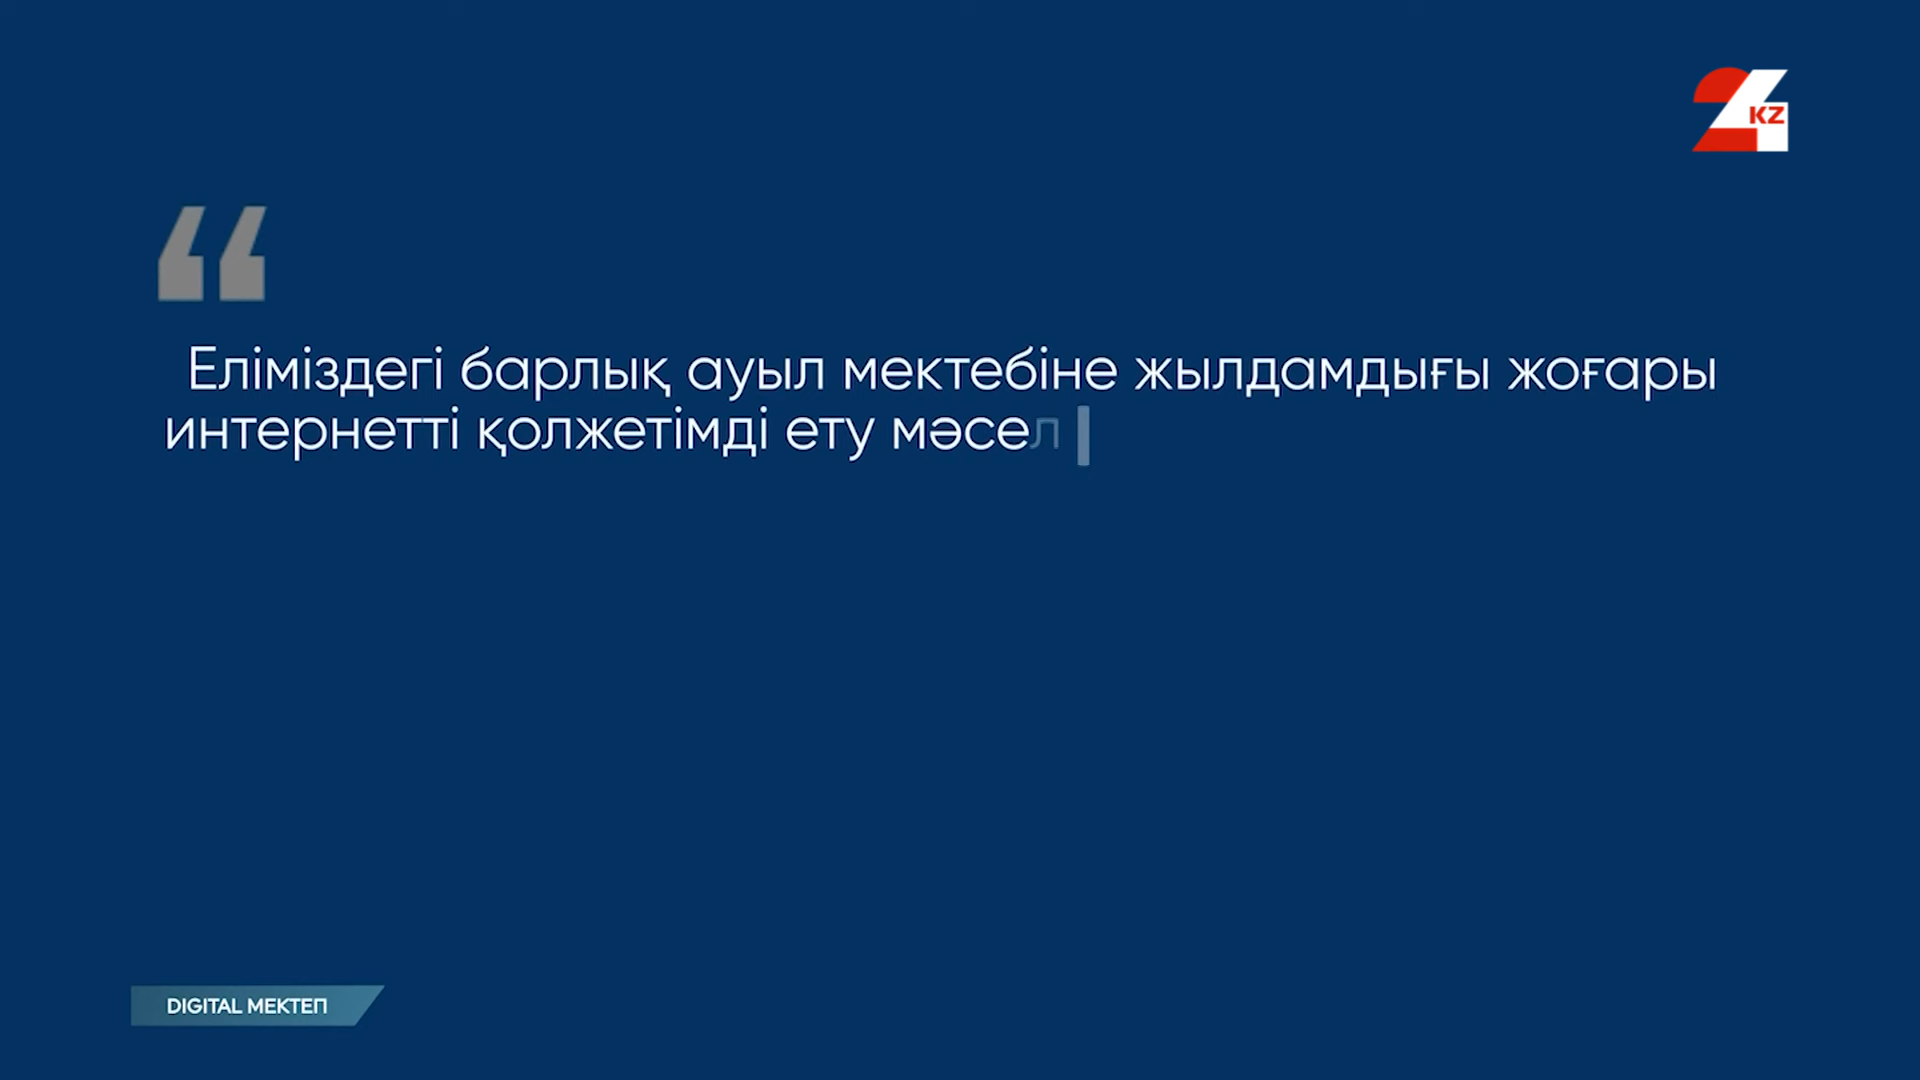 24
KZ
“
Еліміздегі барлық ауыл мектебіне жылдамдығы жоғары
интернетті қолжетімді ету мәсел
DIGITAL МЕКТЕП